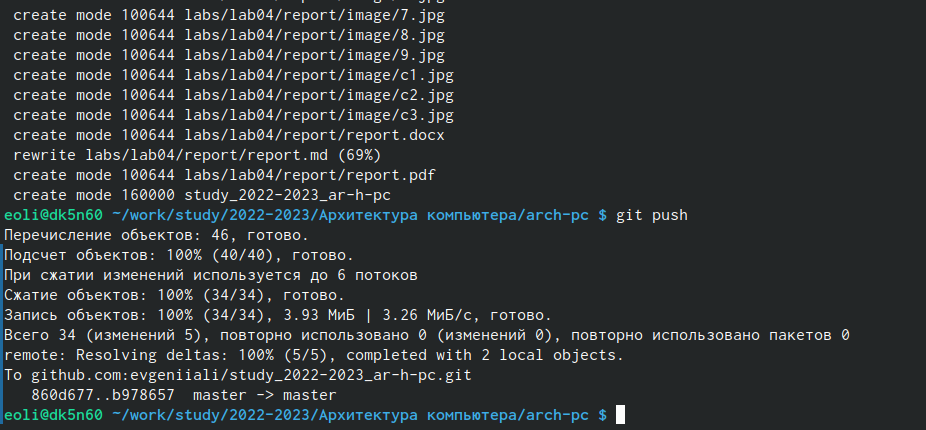 create mode 100644 labs/lab04/report/image/7.jpg
create mode 100644 labs/lab04/report/image/8.jpg
create mode 100644 labs/lab04/report/image/9.jpg
create mode 100644 labs/lab04/report/image/c1.jpg
create mode 100644 labs/lab04/report/image/c2.jpg
create mode 100644 labs/lab04/report/image/c3.jpg
create mode 100644 labs/lab04/report/report.docx
rewrite labs/lab04/report/report.md (69%)
create mode 100644 labs/lab04/report/report.pdf
create mode 160000 study_2022-2023_ar-h-pc
eoli@dk5n60 ~/work/study/2022-2023/Архитектура компьютера/arch-pc $ git push
Перечисление объектов: 46, готово.
Подсчет объектов: 100% (40/40), готово.
При сжатии изменений используется до 6 потоков
Сжатие объектов: 100% (34/34), готово.
Запись объектов: 100% (34/34), 3.93 МиБ | 3.26 МиБ/с, готово.
Всего 34 (изменений 5), повторно использовано 0 (изменений 0), повторно использовано пакетов 0
remote: Resolving deltas: 100% (5/5), completed with 2 local objects.
To github.com:evgeniiali/study_2022-2023_ar-h-pc.git
   860d677..b978657  master -> master
eoli@dk5n60 ~/work/study/2022-2023/Архитектура компьютера/arch-pc $